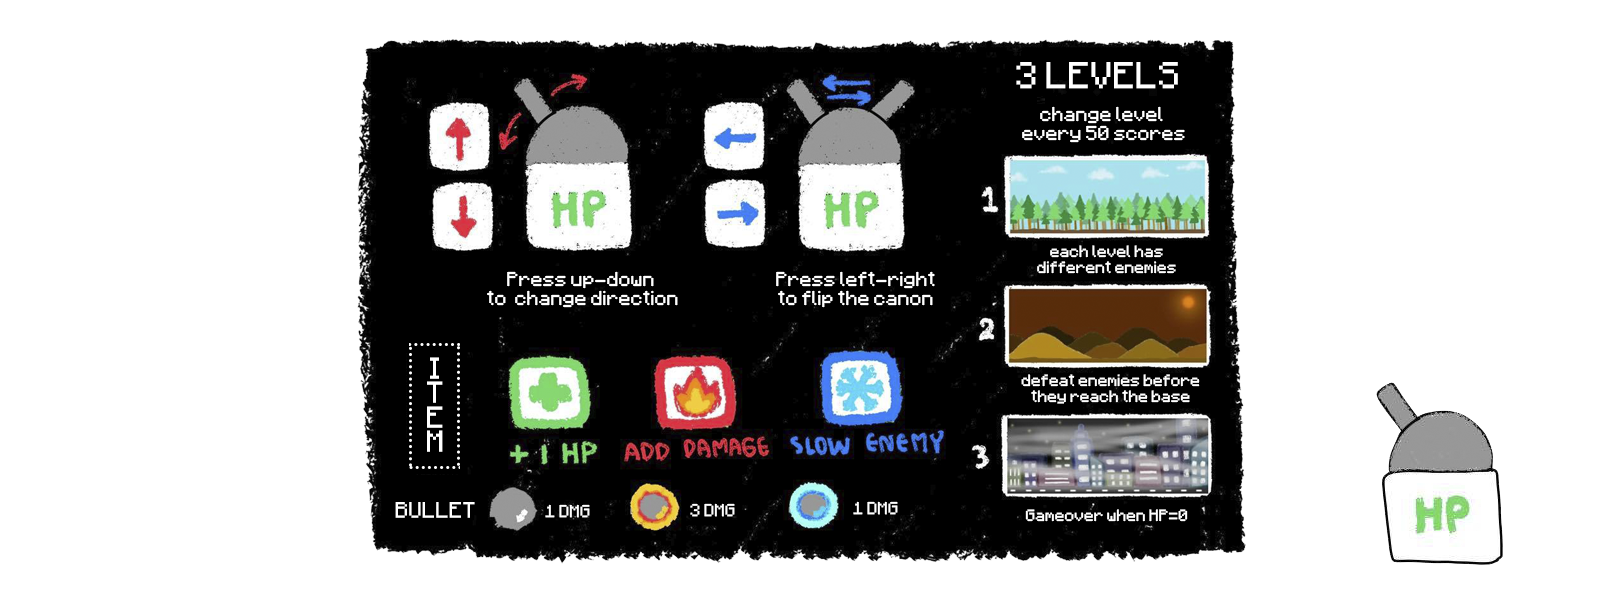 HP
Press up-down
to change direction
HP
Press left-right
to flip the canon
ITEM
+ 1 HP
ADD DAMAGE
SLOW ENEMY
BULLET
1 DMG
3 DMG
1 DMG
3 LEVELS
change level
every 50 scores
1
each level has
different enemies
2
defeat enemies before
they reach the base
3
Gameover when HP=0
HP